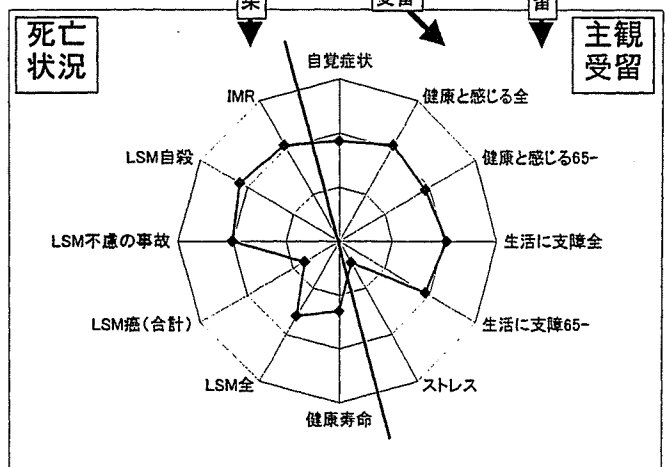 受留
留
死亡
状況
主観
受留
自覚症状
IMR
健康と感じる全
LSM自殺
健康と感じる65-
LSM不慮の事故
生活に支障全
LSM癌(合計)
生活に支障65-
LSM全
ストレス
健康寿命